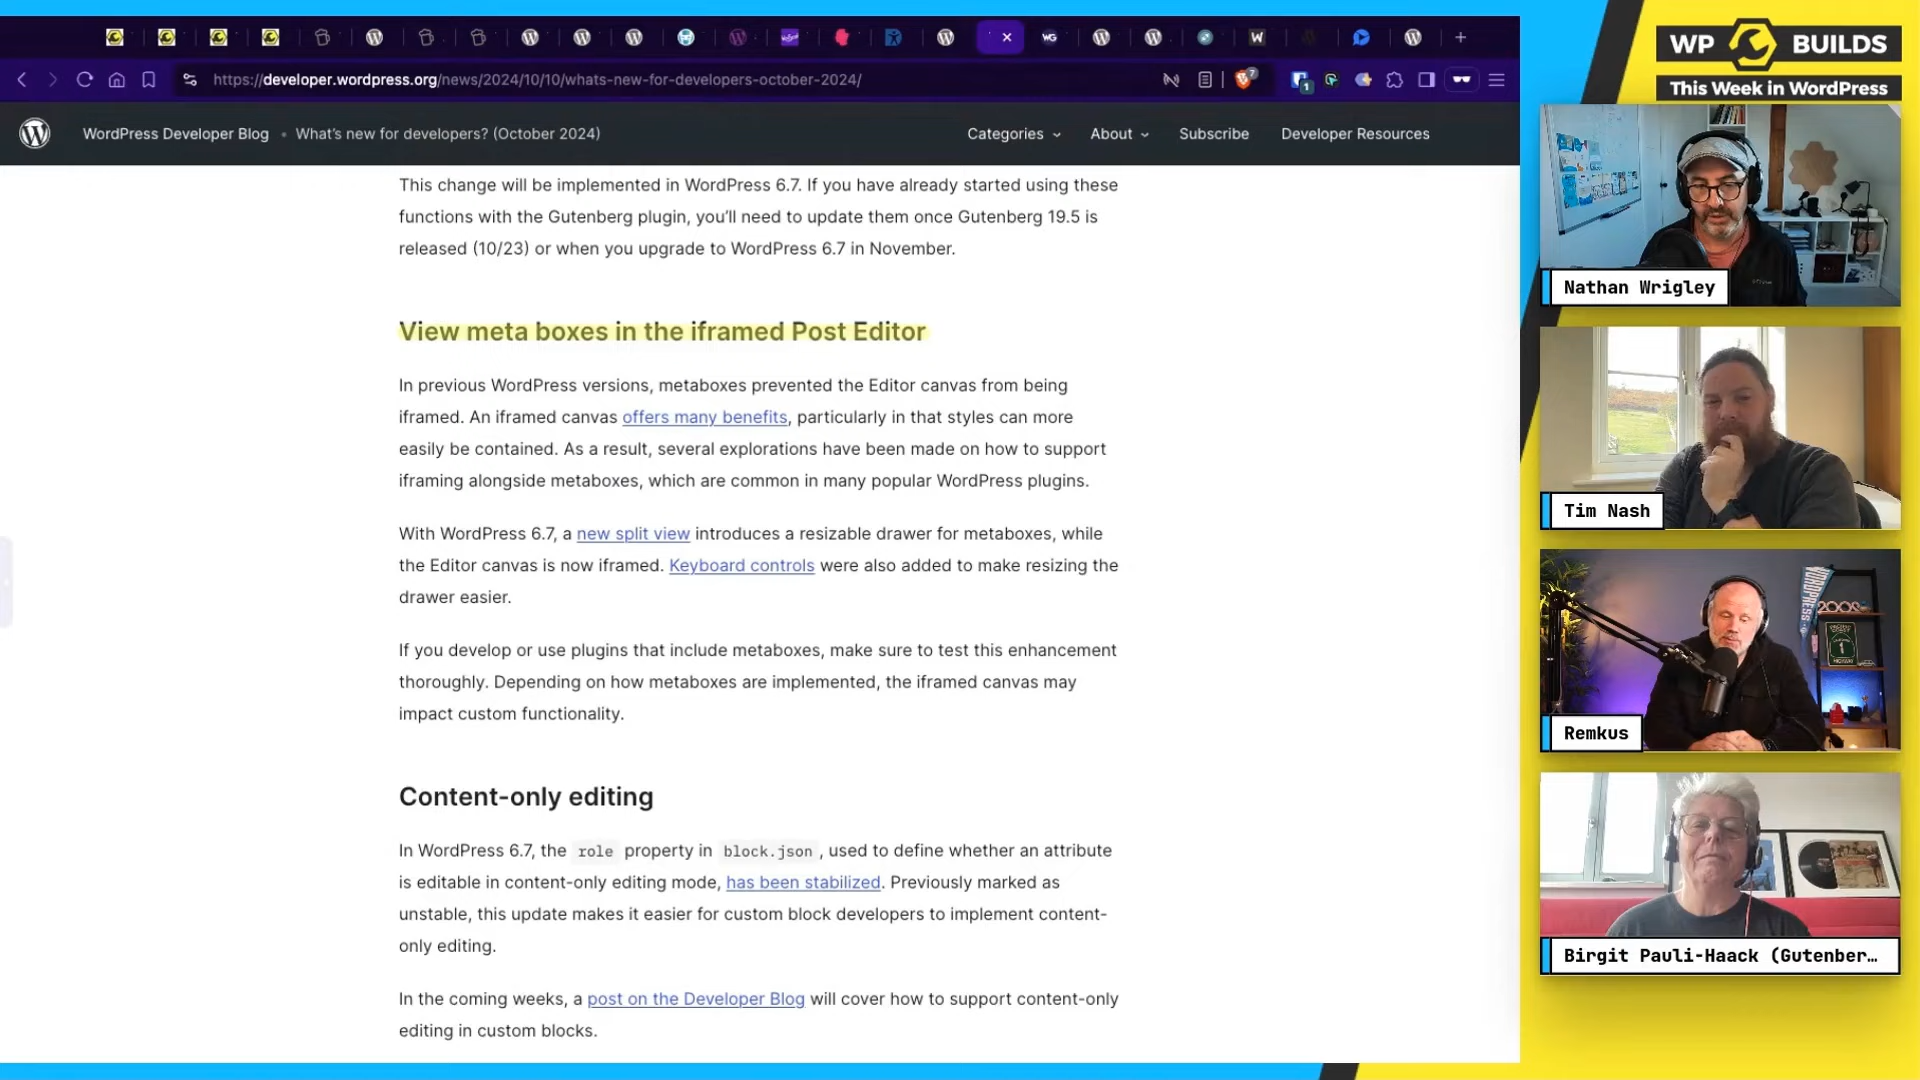 https://developer.wordpress.org/news/2024/10/10/whats-new-for-developers-october-2024/
WordPress Developer Blog • What's new for developers? (October 2024)
Categories
About
Subscribe
Developer Resources
This change will be implemented in WordPress 6.7. If you have already started using these
functions with the Gutenberg plugin, you'll need to update them once Gutenberg 19.5 is
released (10/23) or when you upgrade to WordPress 6.7 in November.
View meta boxes in the iframed Post Editor
In previous WordPress versions, metaboxes prevented the Editor canvas from being
iframed. An iframed canvas offers many benefits, particularly in that styles can more
easily be contained. As a result, several explorations have been made on how to support
iframing alongside metaboxes, which are common in many popular WordPress plugins.
With WordPress 6.7, a new split view introduces a resizable drawer for metaboxes, while
the Editor canvas is now iframed. Keyboard controls were also added to make resizing the
drawer easier.
If you develop or use plugins that include metaboxes, make sure to test this enhancement
thoroughly. Depending on how metaboxes are implemented, the iframed canvas may
impact custom functionality.
Content-only editing
In WordPress 6.7, the role property in block.json, used to define whether an attribute
is editable in content-only editing mode, has been stabilized. Previously marked as
unstable, this update makes it easier for custom block developers to implement content-
only editing.
In the coming weeks, a post on the Developer Blog will cover how to support content-only
editing in custom blocks.
WP BUILDS
This Week in WordPress
Nathan Wrigley
Tim Nash
WORDPRESS
Remkus
Birgit Pauli-Haack (Gutenber…